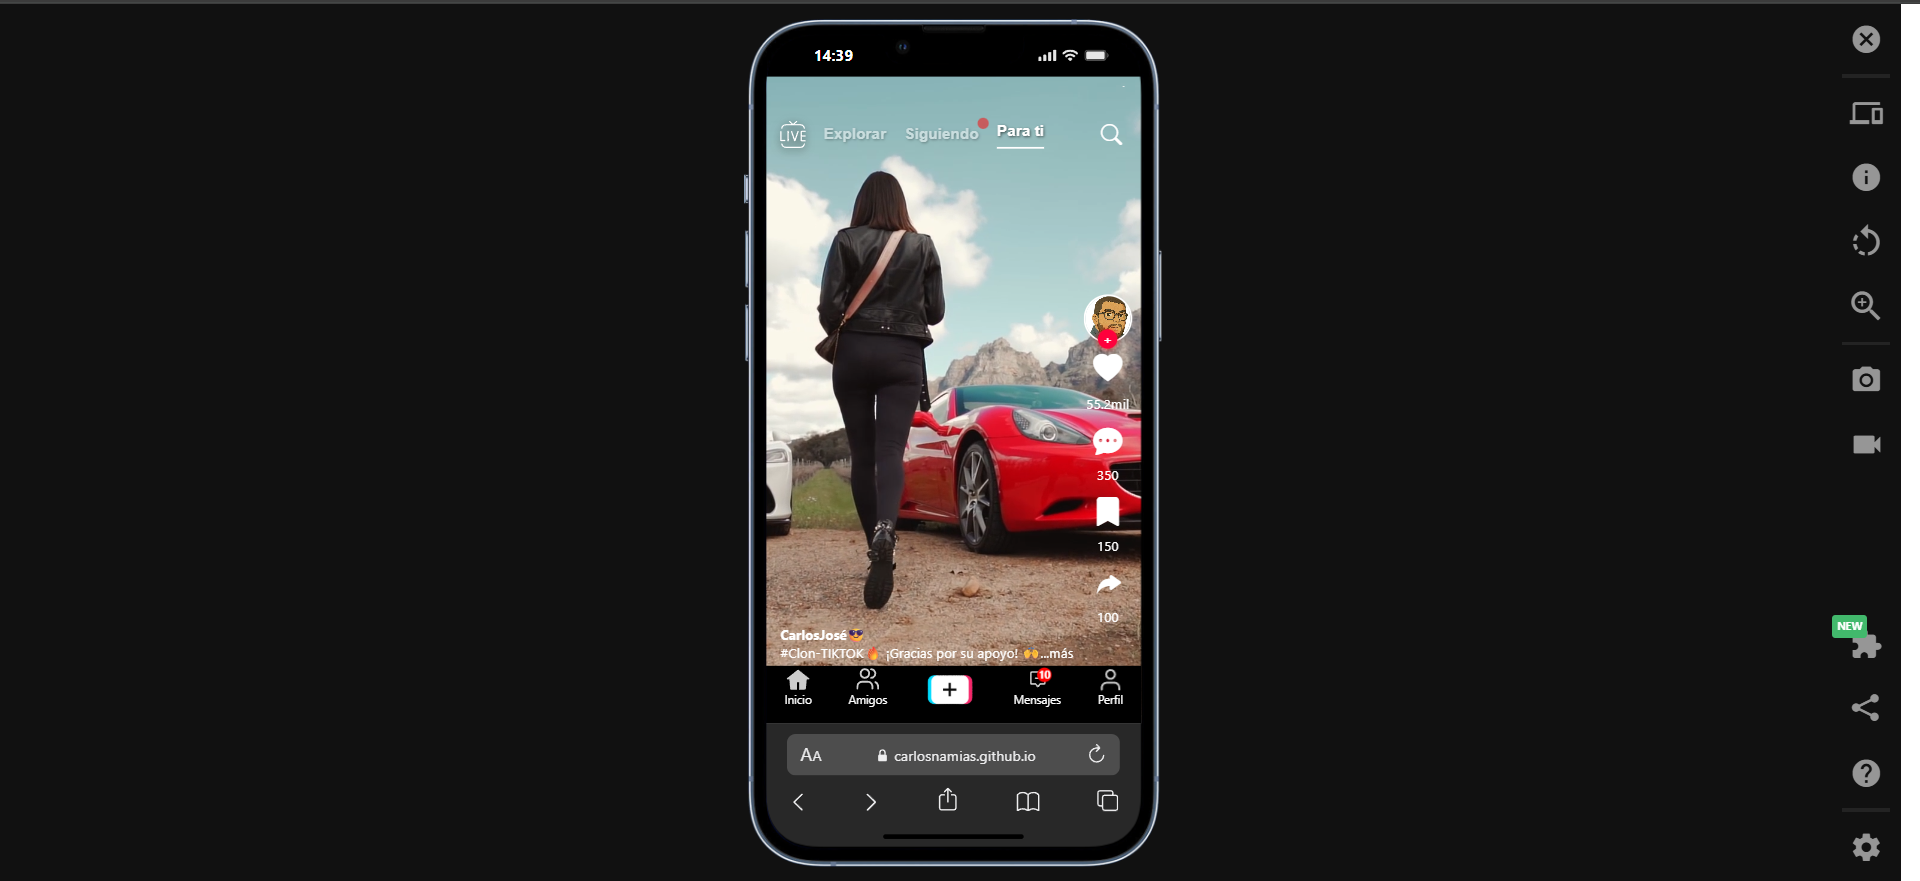 14:39
LIVE Explorar Siguiendo Para ti
55.2mil
350
150
100
CarlosJosé😎
#Clon-TIKTOK🔥 ¡Gracias por su apoyo! 🙌...más
10
Inicio Amigos Mensajes Perfil
AA carlosnamias.github.io
NEW